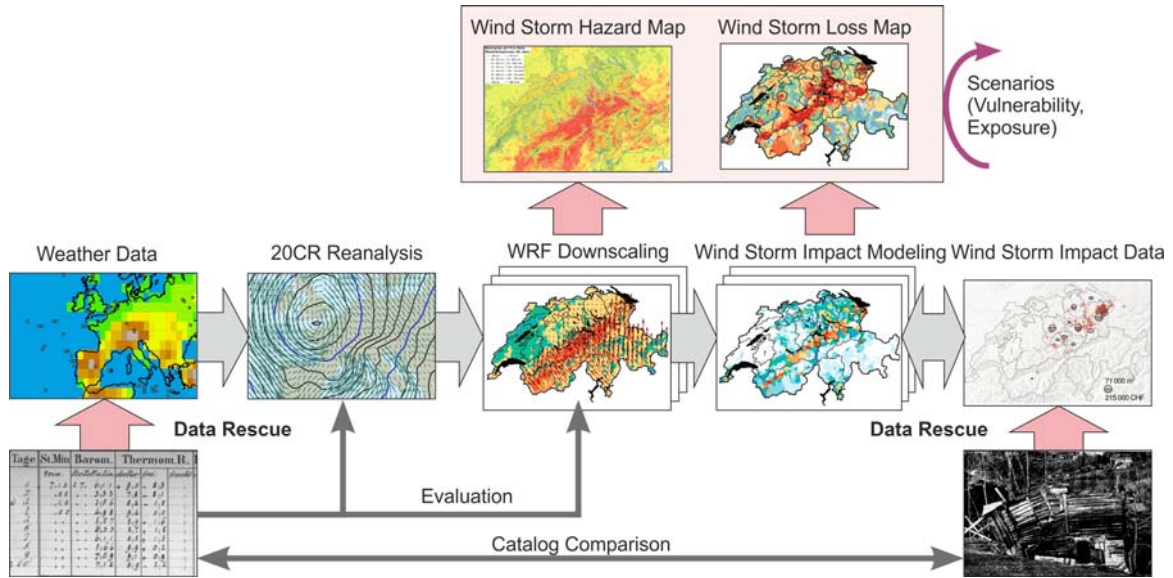 Wind Storm Hazard Map
Wind Storm Loss Map
Scenarios
(Vulnerability,
Exposure)
Weather Data
20CR Reanalysis
WRF Downscaling
Wind Storm Impact Modeling
Wind Storm Impact Data
71 000 m³
215 000 CHF
Data Rescue
Data Rescue
Tage St.Min Barom. Thermom.R.
Evaluation
Catalog Comparison